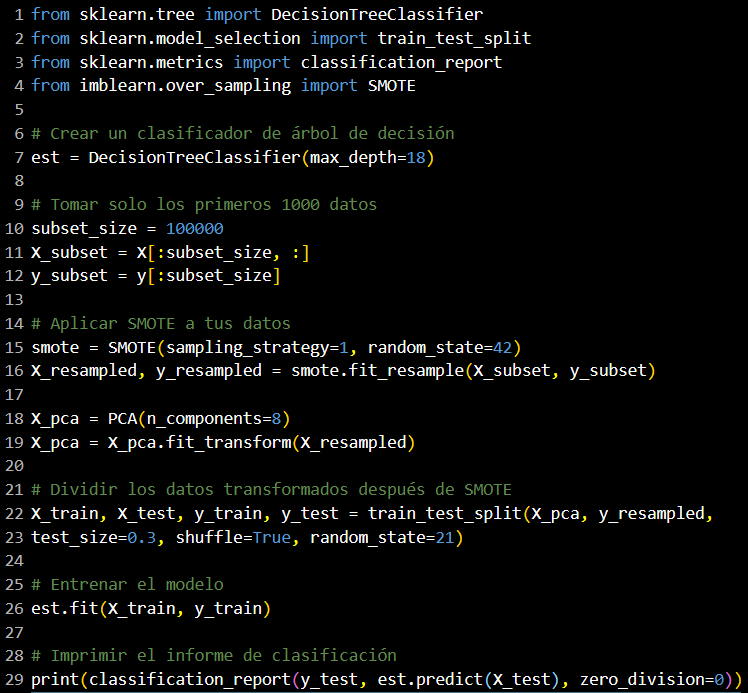 1 from sklearn.tree import DecisionTreeClassifier
2 from sklearn.model_selection import train_test_split
3 from sklearn.metrics import classification_report
4 from imblearn.over_sampling import SMOTE
5
6 # Crear un clasificador de árbol de decisión
7 est = DecisionTreeClassifier(max_depth=18)
8
9 # Tomar solo los primeros 1000 datos
10 subset_size = 100000
11 X_subset = X[:subset_size, :]
12 y_subset = y[:subset_size]
13
14 # Aplicar SMOTE a tus datos
15 smote = SMOTE(sampling_strategy=1, random_state=42)
16 X_resampled, y_resampled = smote.fit_resample(X_subset, y_subset)
17
18 X_pca = PCA(n_components=8)
19 X_pca = X_pca.fit_transform(X_resampled)
20
21 # Dividir los datos transformados después de SMOTE
22 X_train, X_test, y_train, y_test = train_test_split(X_pca, y_resampled,
23 test_size=0.3, shuffle=True, random_state=21)
24
25 # Entrenar el modelo
26 est.fit(X_train, y_train)
27
28 # Imprimir el informe de clasificación
29 print(classification_report(y_test, est.predict(X_test), zero_division=0))